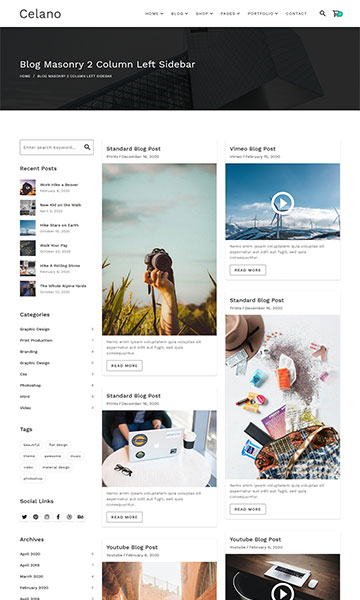 Celano
HOME BLOG SHOP PAGES PORTFOLIO CONTACT
Blog Masonry 2 Column Left Sidebar
HOME / BLOG MASONRY 2 COLUMN LEFT SIDEBAR
Enter search keyword...
Recent Posts
Work Hike a Beaver
February 6, 2020
New Kid on the Walk
April 3, 2020
Hike Stars on Earth
October 16, 2020
Walk Your Pay
October 23, 2020
Hike A Rolling Stone
October 13, 2020
The Whole Alpine Yards
October 13, 2020
Categories
Graphic Design
Print Production
Branding
Graphic Design
Css
Photoshop
Html
Video
Tags
beautiful flat design
theme awesome music
video material design
photoshop
Social Links
Archives
April 2020
April 2019
March 2020
February 2020
April 2019
Standard Blog Post
Prints / December 16, 2020
Nemo enim ipsam voluptatem quia voluptas sit
aspernatur aut odit aut fugit, sed quia
consequuntur.
READ MORE
Standard Blog Post
Prints / December 16, 2020
Nemo enim ipsam voluptatem quia voluptas sit
aspernatur aut odit aut fugit, sed quia
consequuntur.
READ MORE
Youtube Blog Post
Youtube / February 6, 2020
Vimeo Blog Post
Vimeo / February 10, 2020
Nemo enim ipsam voluptatem quia voluptas sit
aspernatur aut odit aut fugit, sed quia
consequuntur.
READ MORE
Standard Blog Post
Prints / December 16, 2020
Nemo enim ipsam voluptatem quia voluptas sit
aspernatur aut odit aut fugit, sed quia
consequuntur.
READ MORE
Youtube Blog Post
Youtube / February 6, 2020